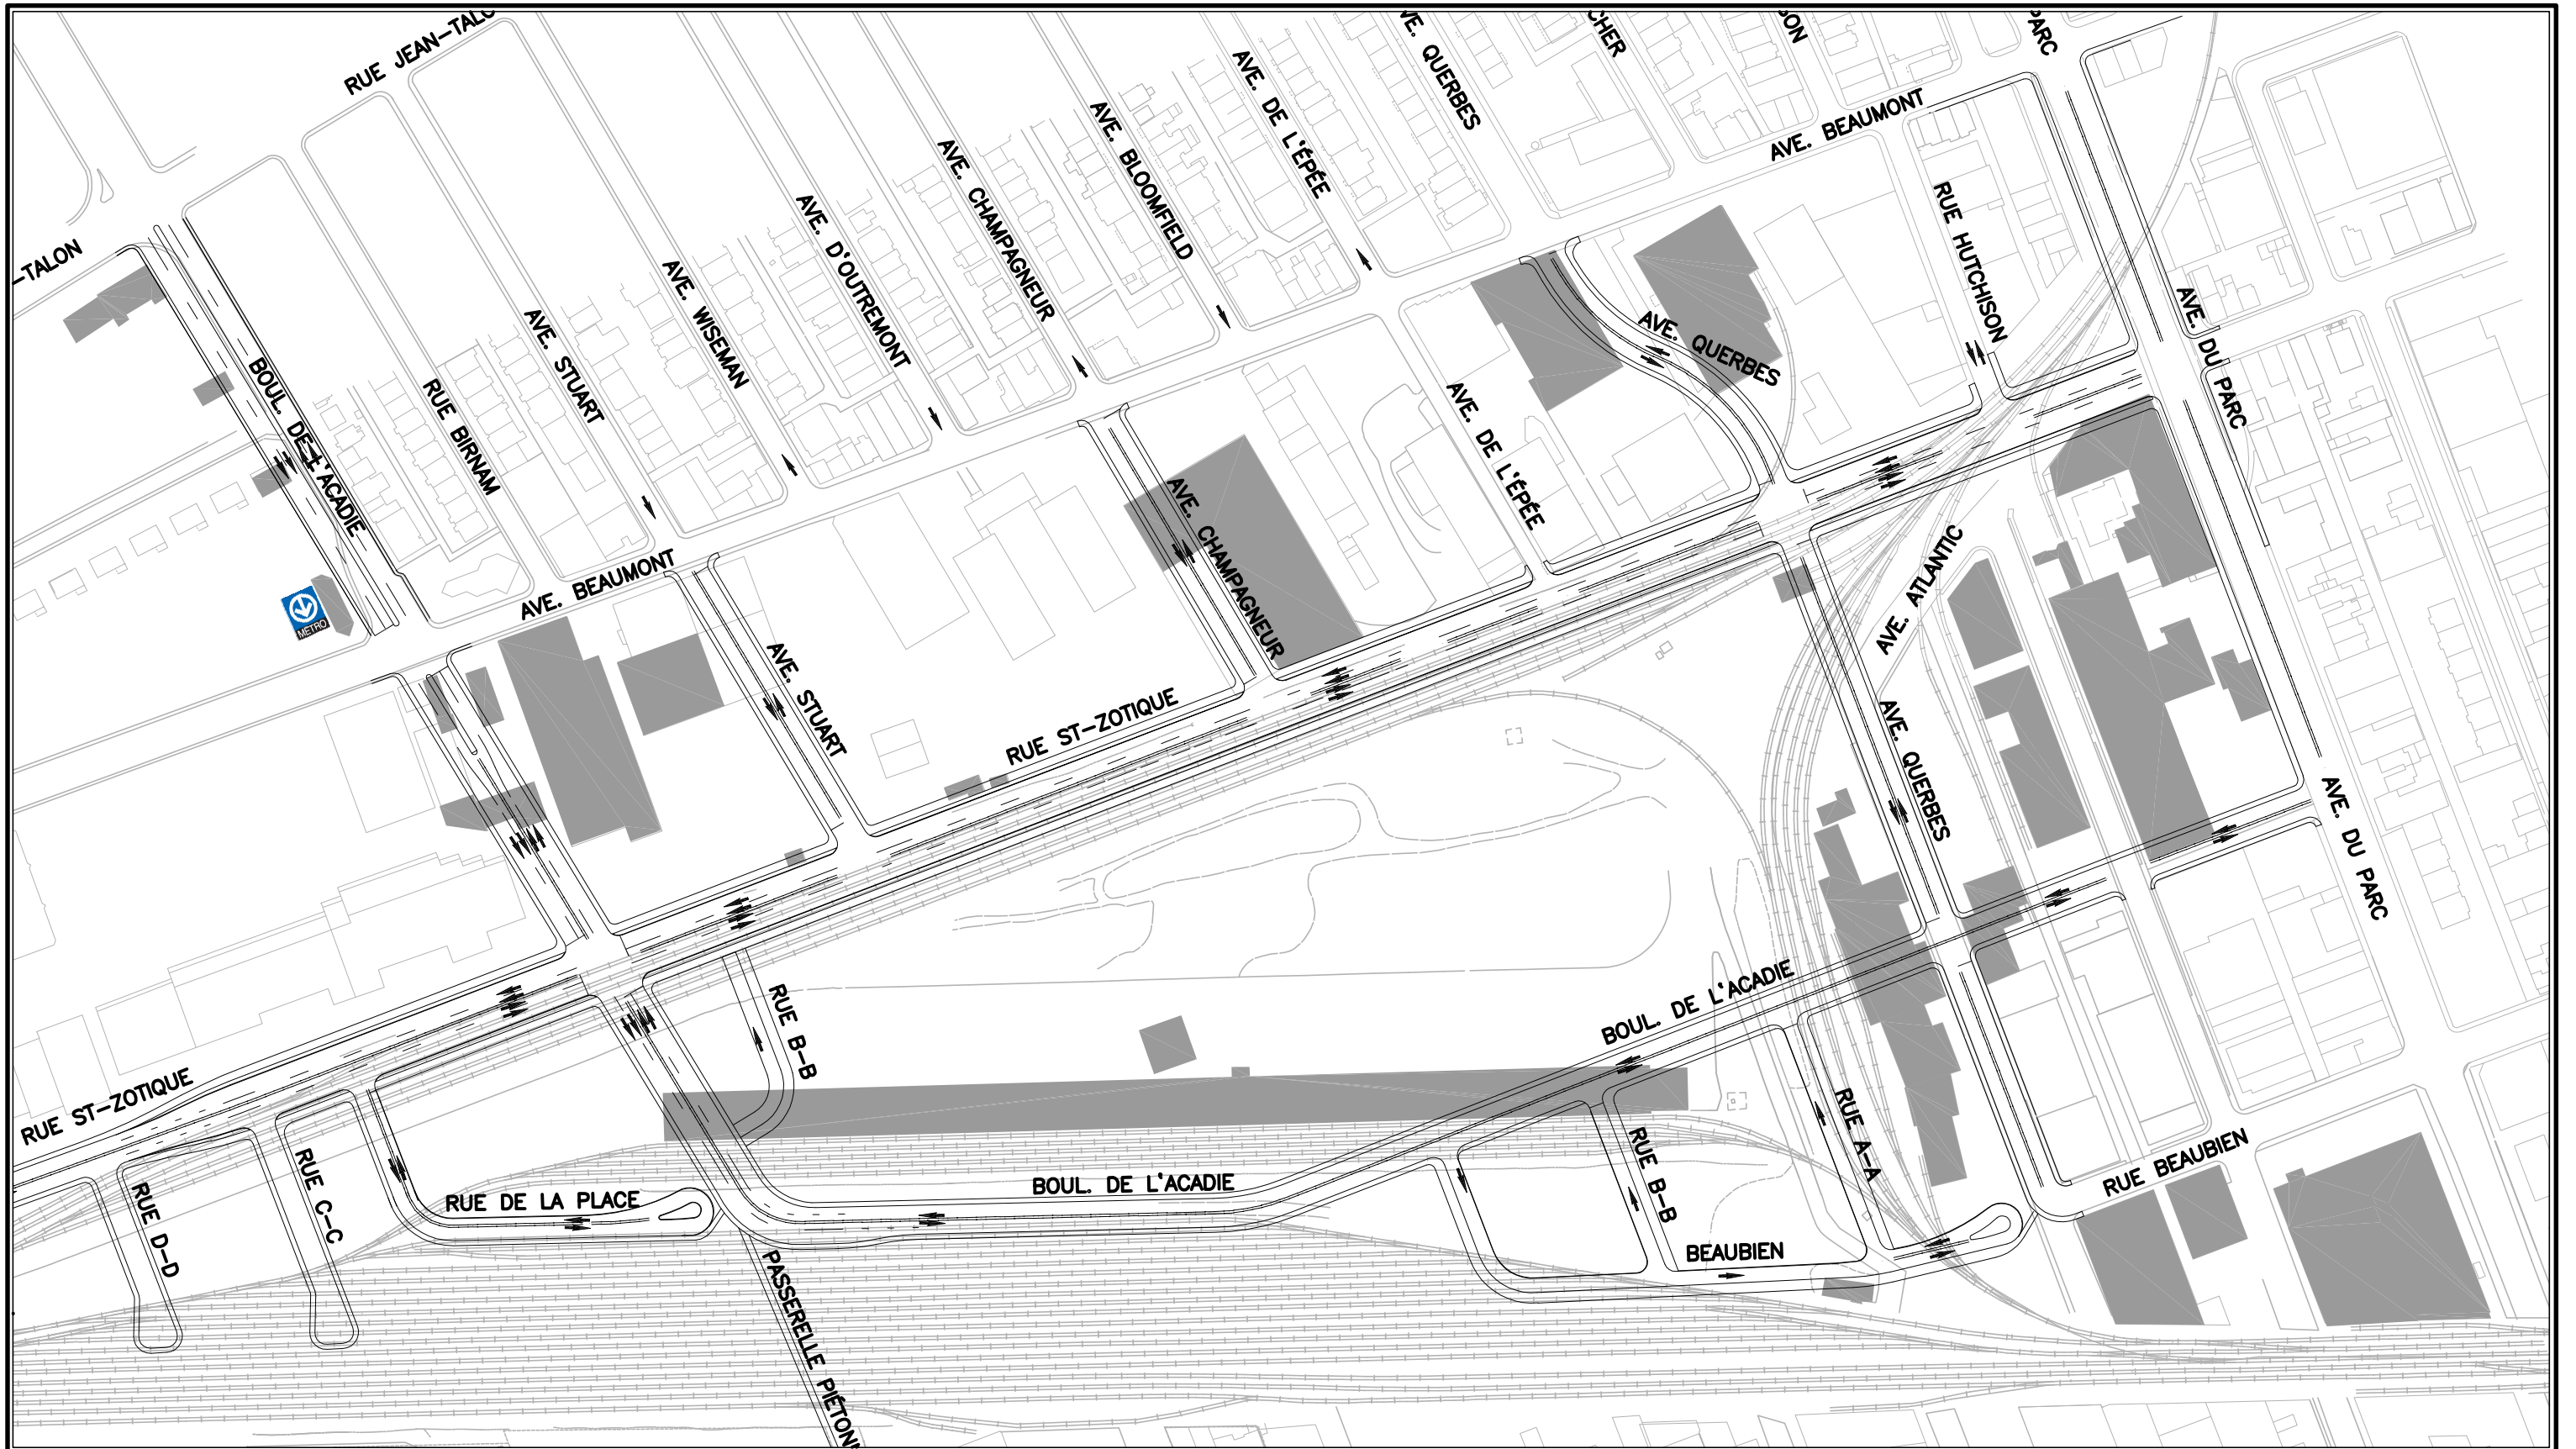 RUE JEAN-TALO
VE. QUERBES
CHER
SON
PARC
AVE. DE L'ÉPÉE
AVE. BLOOMFIELD
AVE. CHAMPAGNEUR
AVE. D'OUTREMONT
AVE. WISEMAN
AVE. STUART
RUE BIRNAM
-TALON
BOUL. DE L'ACADIE
AVE. BEAUMONT
RUE HUTCHISON
AVE. DU PARC
AVE. QUERBES
AVE. DE L'ÉPÉE
AVE. CHAMPAGNEUR
AVE. ATLANTIC
MÉTRO
AVE. BEAUMONT
AVE. STUART
RUE ST-ZOTIQUE
AVE. QUERBES
AVE. DU PARC
RUE B-B
BOUL. DE L'ACADIE
RUE ST-ZOTIQUE
RUE A-A
RUE B-B
RUE BEAUBIEN
RUE C-C
RUE D-D
RUE DE LA PLACE
BOUL. DE L'ACADIE
BEAUBIEN
PASSERELLE PIÉTONN